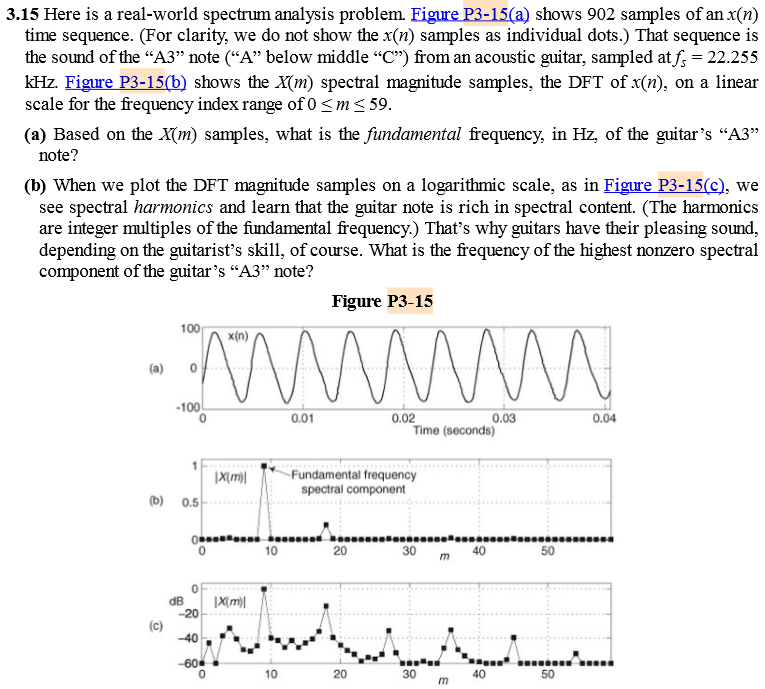 3.15 Here is a real-world spectrum analysis problem. Figure P3-15(a) shows 902 samples of an x(n)
time sequence. (For clarity, we do not show the x(n) samples as individual dots.) That sequence is
the sound of the “A3” note (“A” below middle “C”) from an acoustic guitar, sampled at fs = 22.255
kHz. Figure P3-15(b) shows the X(m) spectral magnitude samples, the DFT of x(n), on a linear
scale for the frequency index range of 0 ≤ m ≤ 59.
(a) Based on the X(m) samples, what is the fundamental frequency, in Hz, of the guitar’s “A3”
note?
(b) When we plot the DFT magnitude samples on a logarithmic scale, as in Figure P3-15(c), we
see spectral harmonics and learn that the guitar note is rich in spectral content. (The harmonics
are integer multiples of the fundamental frequency.) That’s why guitars have their pleasing sound,
depending on the guitarist’s skill, of course. What is the frequency of the highest nonzero spectral
component of the guitar’s “A3” note?
Figure P3-15
100
x(n)
(a) 0
-100
0 0.01 0.02 0.03 0.04
Time (seconds)
1
|X(m)| Fundamental frequency
spectral component
(b) 0.5
0
0 10 20 30 m 40 50
0
dB |X(m)|
-20
(c)
-40
-60
0 10 20 30 m 40 50